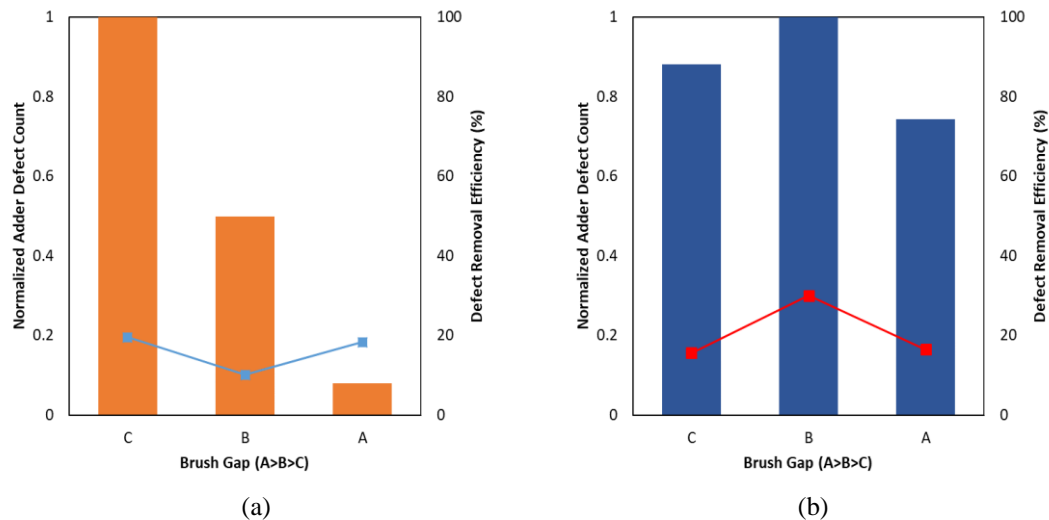 Normalized Adder Defect Count
1
0.8
0.6
0.4
0.2
0
100
80
60
40
20
0
Defect Removal Efficiency (%)
C B A
Brush Gap (A>B>C)
(a)
Normalized Adder Defect Count
1
0.8
0.6
0.4
0.2
0
100
80
60
40
20
0
Defect Removal Efficiency (%)
C B A
Brush Gap (A>B>C)
(b)